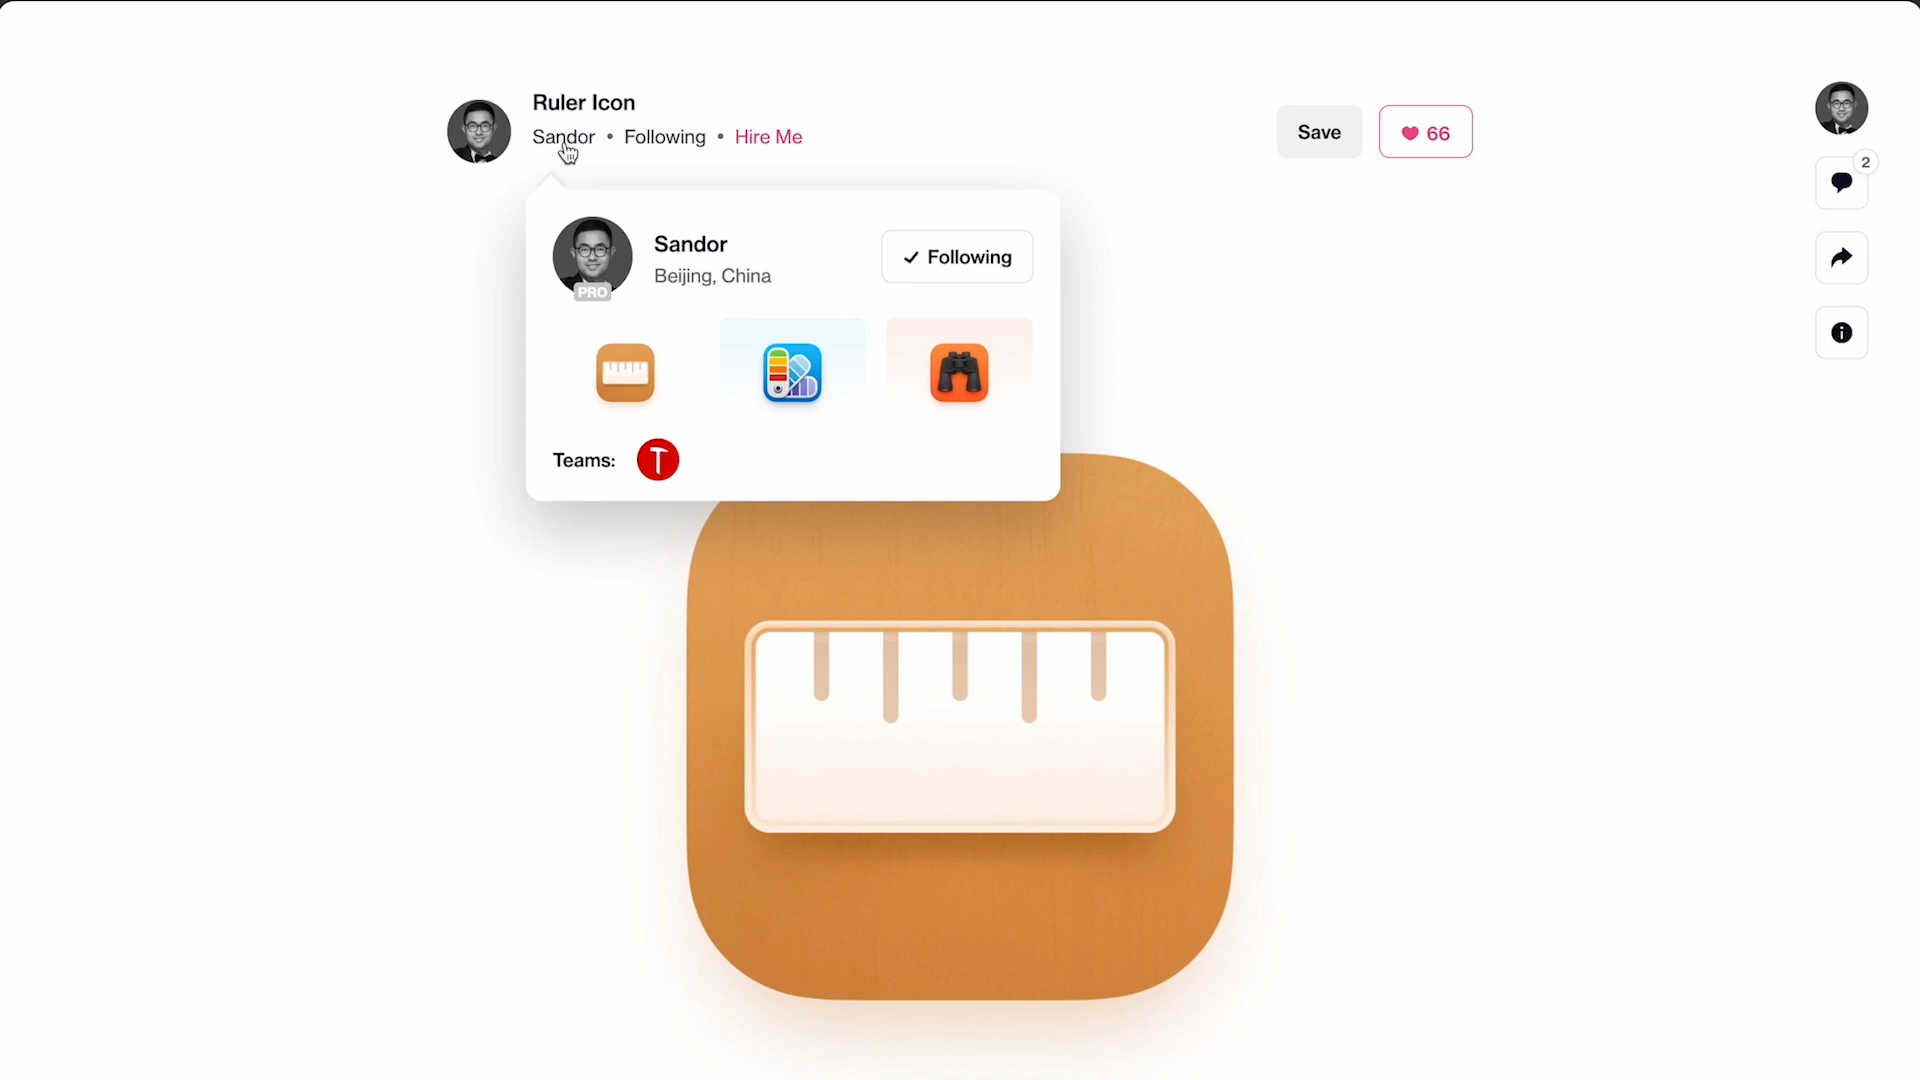 Ruler Icon
Sandor • Following • Hire Me
Save
66
2
Sandor
Beijing, China
Following
PRO
Teams:
T